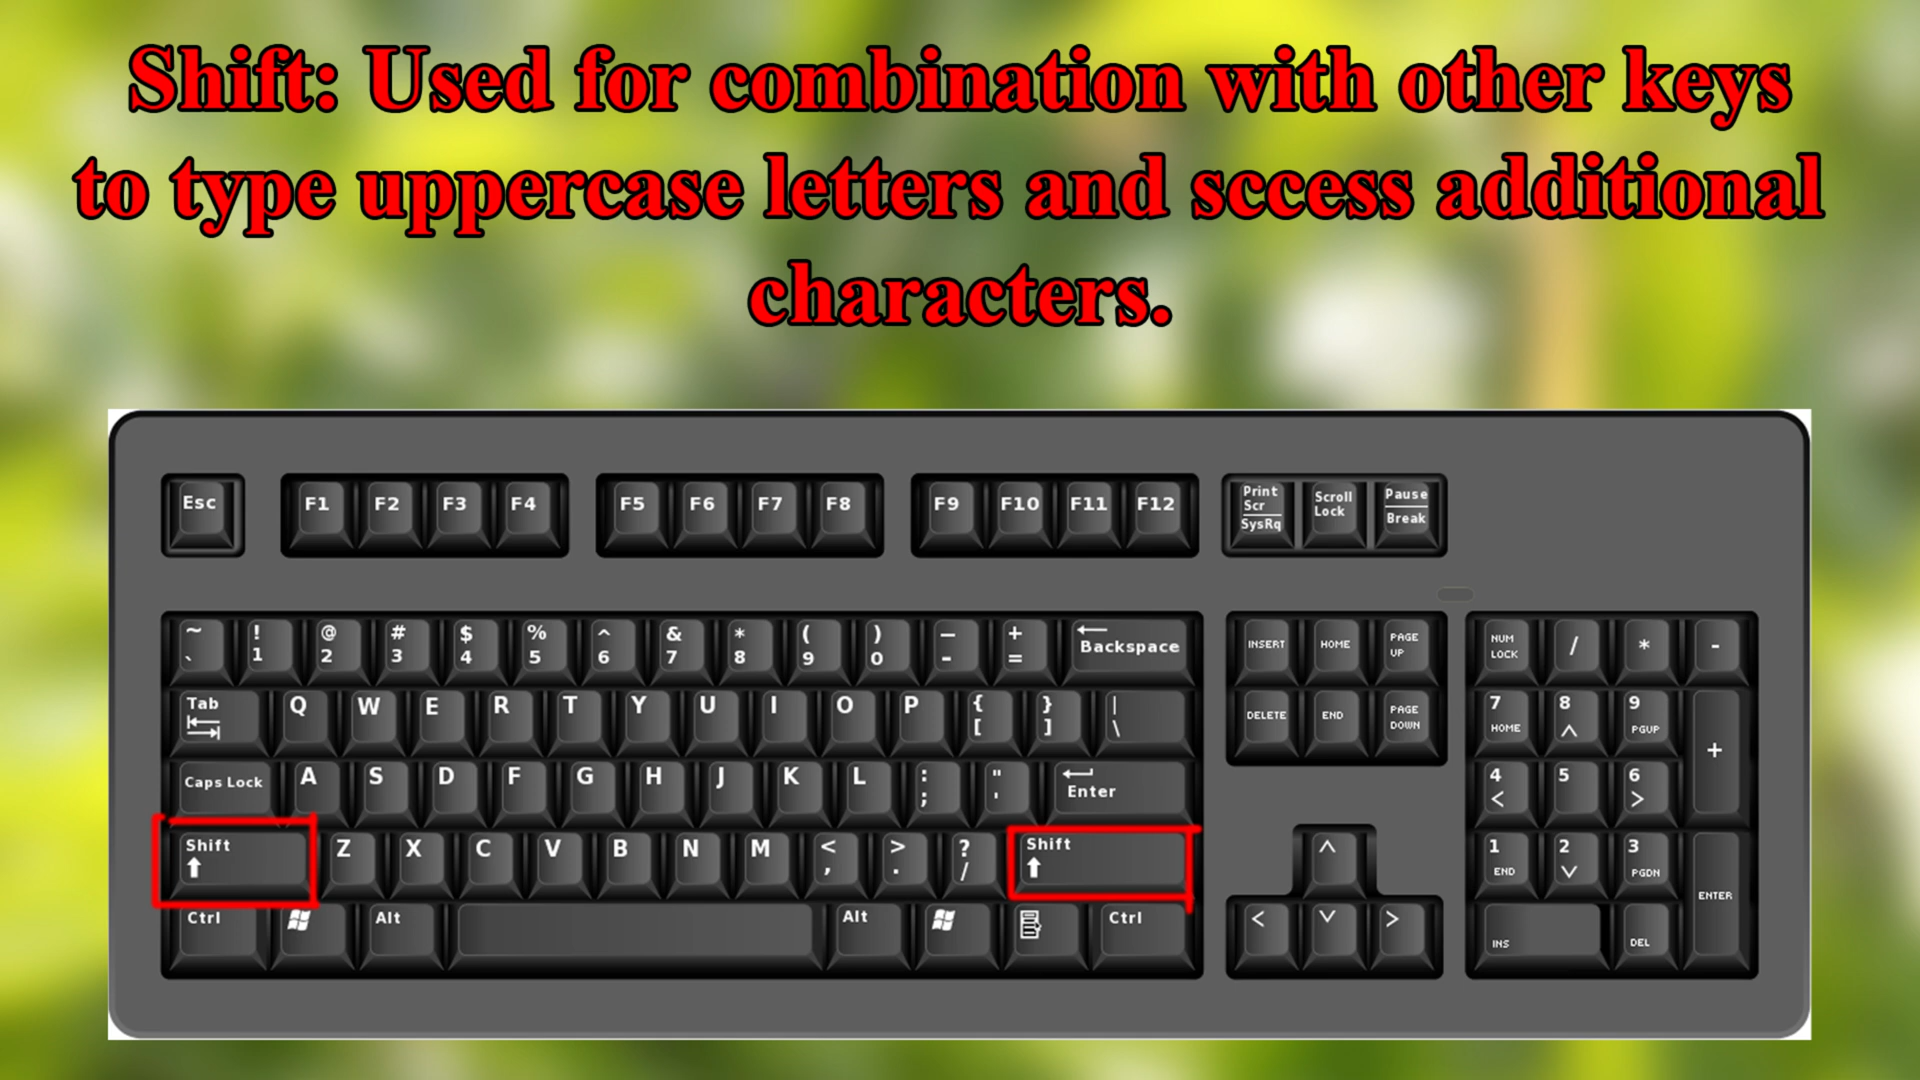 Shift: Used for combination with other keys
to type uppercase letters and sccess additional
characters.
Esc F1 F2 F3 F4 F5 F6 F7 F8 F9 F10 F11 F12 Print Scr SysRq Scroll Lock Pause Break
~ ` ! 1 @ 2 # 3 $ 4 % 5 ^ 6 & 7 * 8 ( 9 ) 0 _ - + = Backspace INSERT HOME PAGE UP NUM LOCK / * -
Tab Q W E R T Y U I O P { [ } ] | \ DELETE END PAGE DOWN 7 HOME 8 ^ 9 PGUP +
Caps Lock A S D F G H J K L : ; " ' Enter 4 < 5 6 >
Shift Z X C V B N M < , > . ? / Shift ^ 1 END 2 v 3 PGDN ENTER
Ctrl Alt Alt Ctrl < v > INS DEL